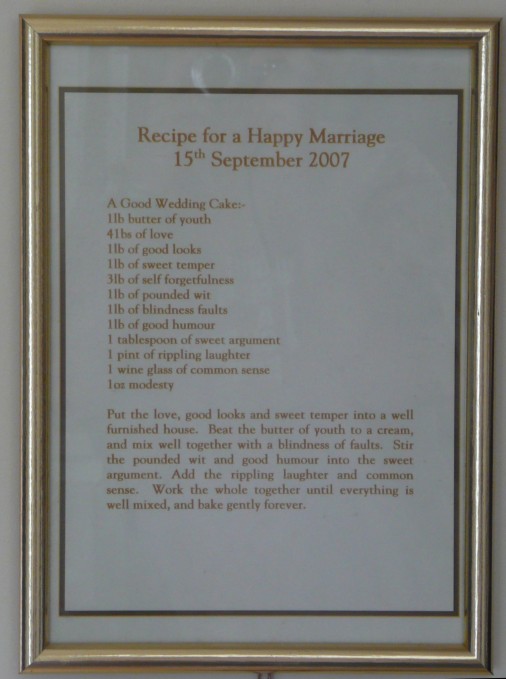 Recipe for a Happy Marriage
15th September 2007
A Good Wedding Cake:-
1lb butter of youth
4lbs of love
1lb of good looks
1lb of sweet temper
3lb of self forgetfulness
1lb of pounded wit
1lb of blindness faults
1lb of good humour
1 tablespoon of sweet argument
1 pint of rippling laughter
1 wine glass of common sense
1oz modesty
Put the love, good looks and sweet temper into a well
furnished house. Beat the butter of youth to a cream,
and mix well together with a blindness of faults. Stir
the pounded wit and good humour into the sweet
argument. Add the rippling laughter and common
sense. Work the whole together until everything is
well mixed, and bake gently forever.